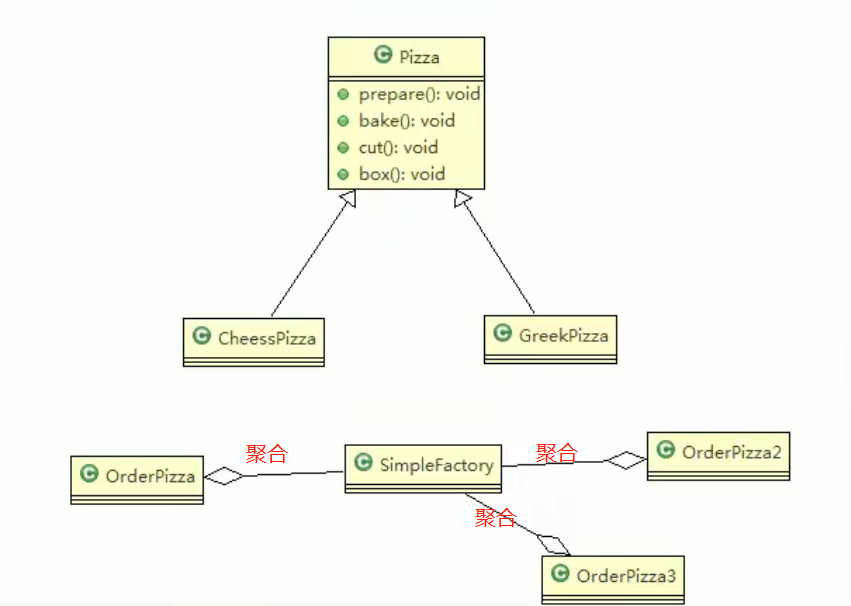 Pizza
prepare(): void
bake(): void
cut(): void
box(): void
CheessPizza
GreekPizza
聚合
聚合
OrderPizza
SimpleFactory
OrderPizza2
聚合
OrderPizza3